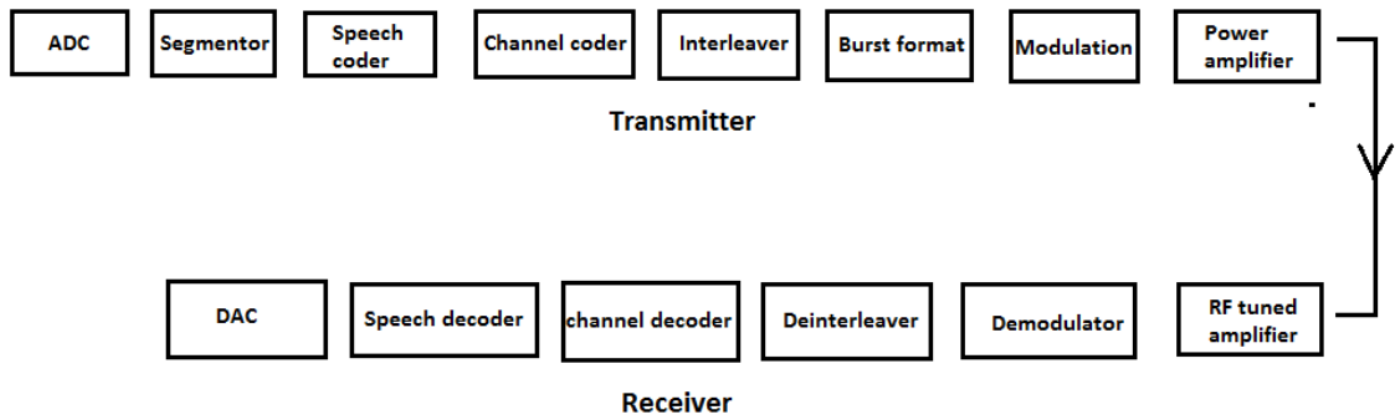 ADC
Segmentor
Speech
coder
Channel coder
Interleaver
Burst format
Modulation
Power
amplifier
Transmitter
DAC
Speech decoder
channel decoder
Deinterleaver
Demodulator
RF tuned
amplifier
Receiver